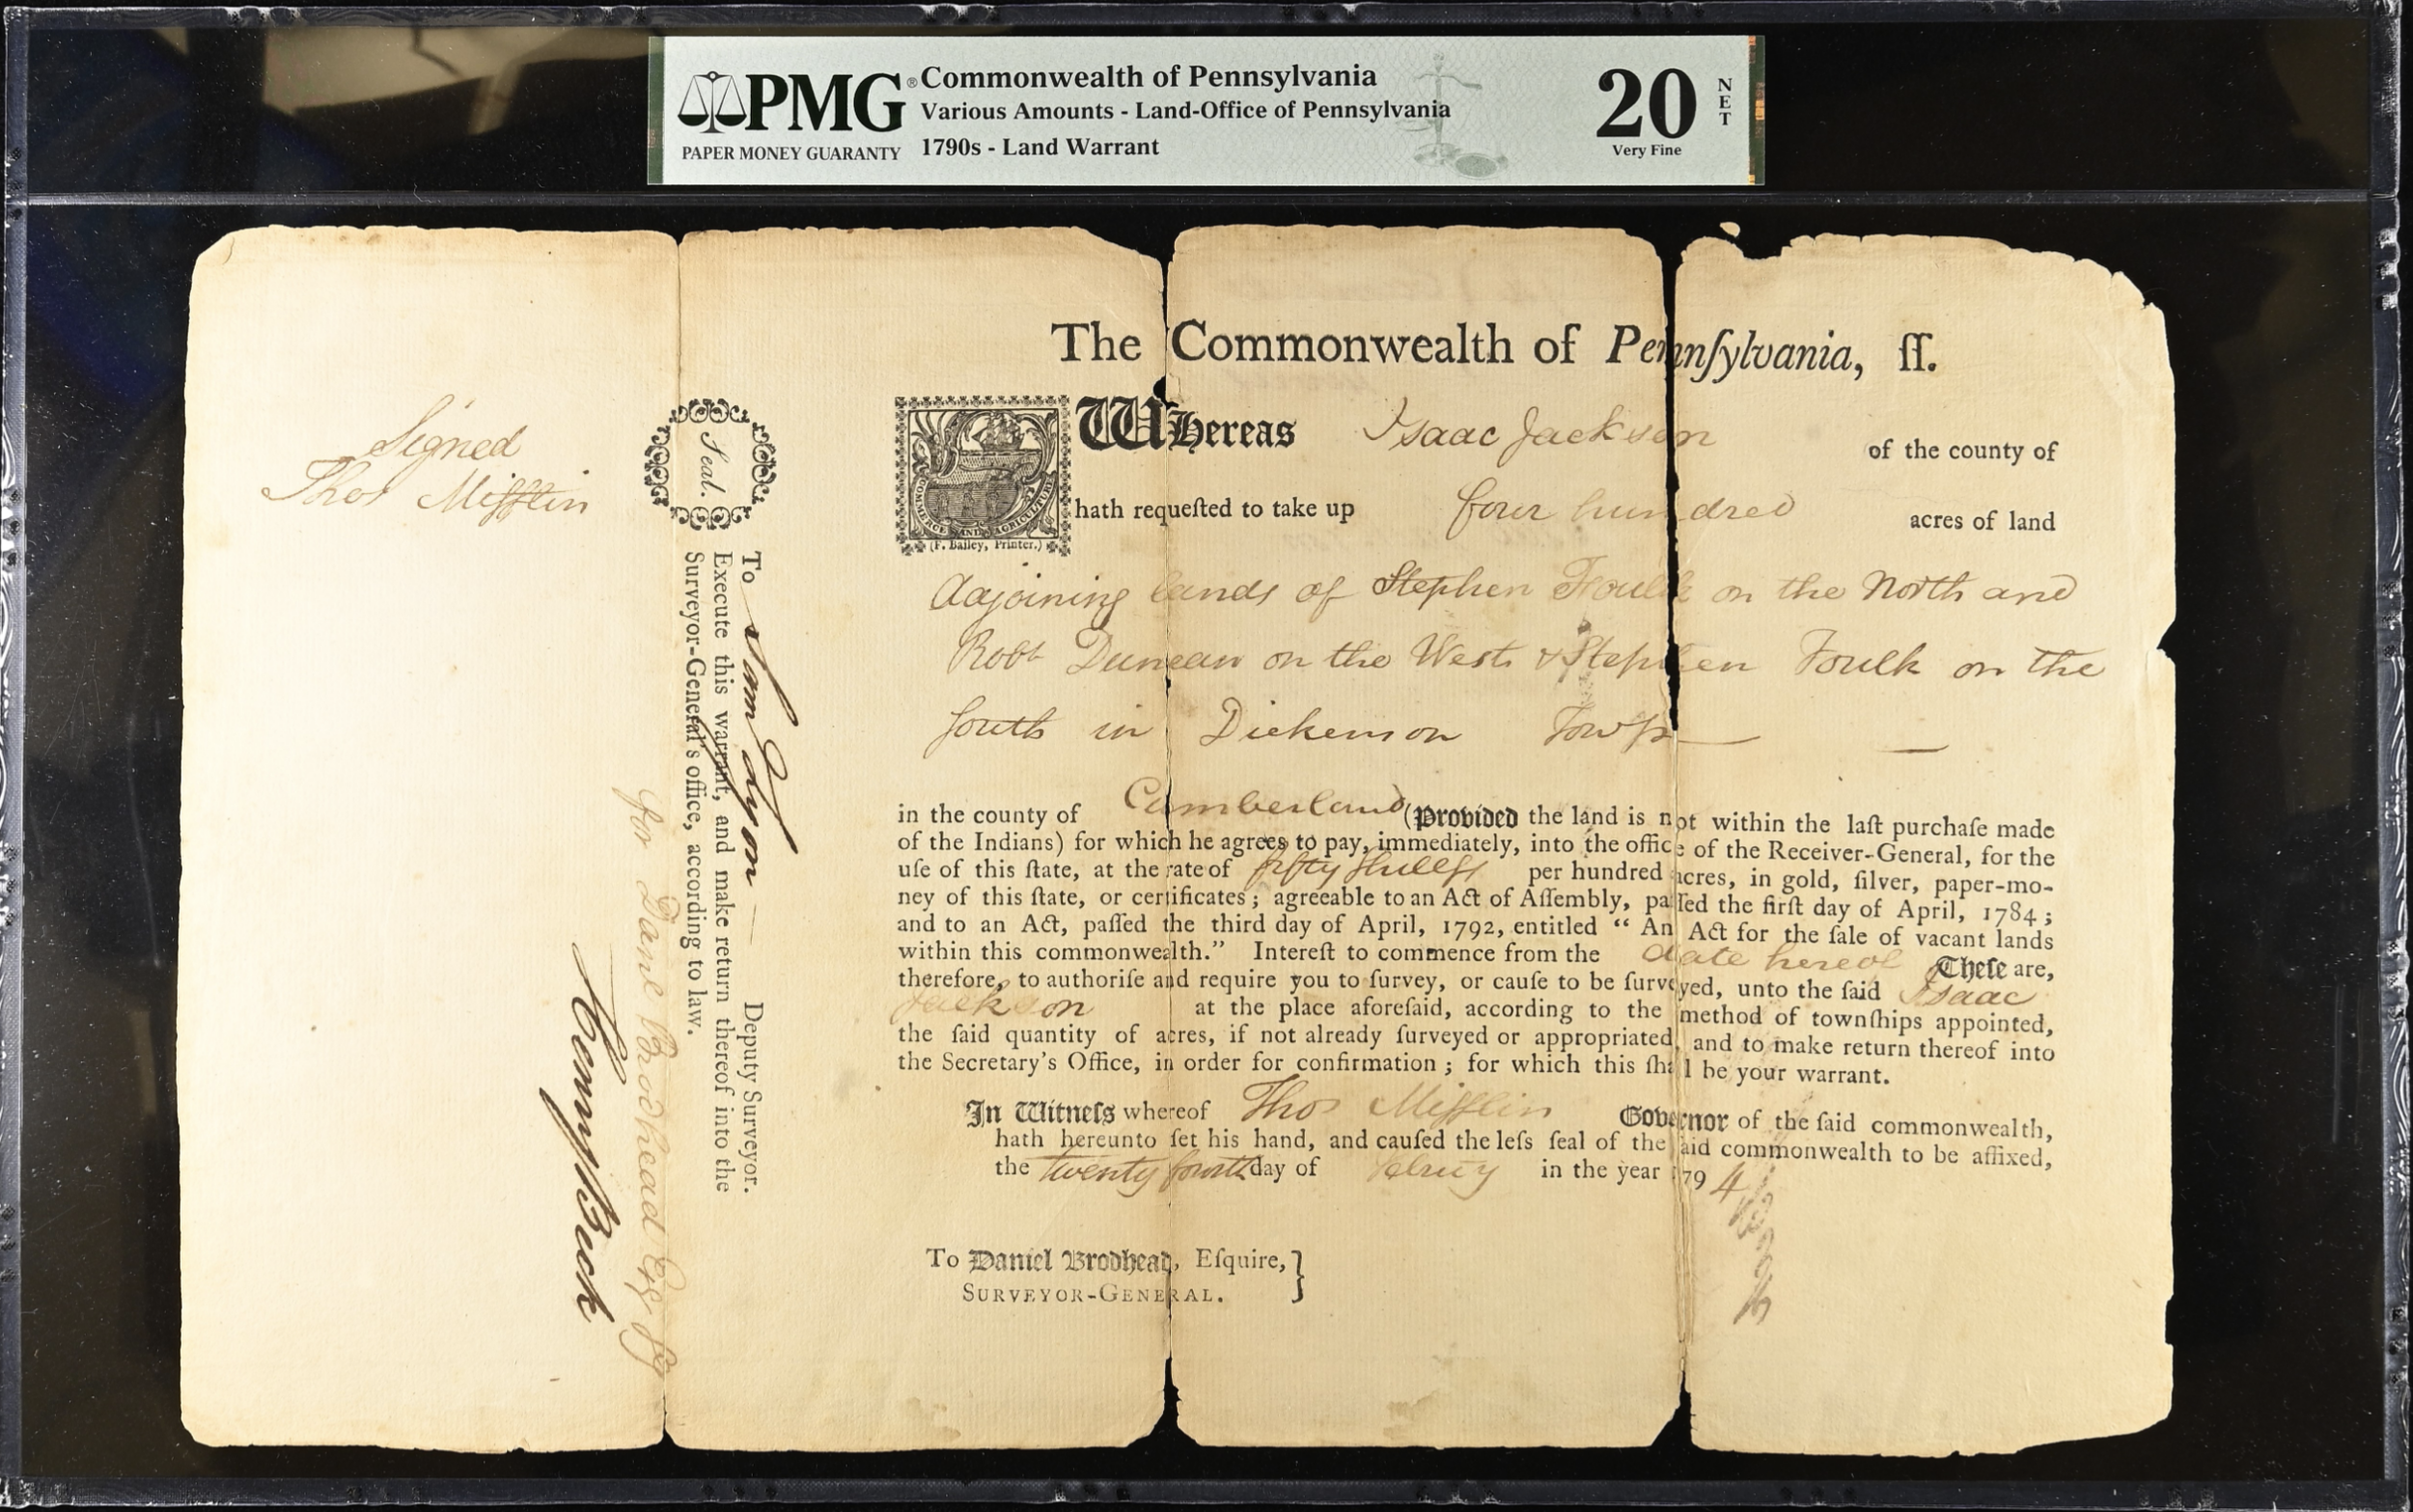 PMG®
PAPER MONEY GUARANTY
Commonwealth of Pennsylvania
Various Amounts - Land-Office of Pennsylvania
1790s - Land Warrant
20
Very Fine
NET
The Commonwealth of Pennſylvania, ſſ.
WHereas Isaac Jackson of the county of
hath requeſted to take up four hundred acres of land
COMMERCE AND AGRICULTURE
(F. Bailey, Printer.)
Adjoining lands of Stephen Foulk on the North and
Robt Duncan on the West & Stephen Foulk on the
South in Dickenson Towsp
in the county of Cumberland (Provided the land is not within the laſt purchaſe made
of the Indians) for which he agrees to pay, immediately, into the office of the Receiver-General, for the
uſe of this ſtate, at the rate of fifty Shillgs per hundred acres, in gold, ſilver, paper-mo-
ney of this ſtate, or certificates; agreeable to an Act of Aſſembly, paſſed the firſt day of April, 1784;
and to an Act, paſſed the third day of April, 1792, entitled “ An Act for the ſale of vacant lands
within this commonwealth.” Intereſt to commence from the date hereof Theſe are,
therefore, to authoriſe and require you to ſurvey, or cauſe to be ſurveyed, unto the ſaid Isaac
Jackson at the place aforeſaid, according to the method of townſhips appointed,
the ſaid quantity of acres, if not already ſurveyed or appropriated, and to make return thereof into
the Secretary’s Office, in order for confirmation; for which this ſhall be your warrant.
In Witneſs whereof Thos Mifflin Governor of the ſaid commonwealth,
hath hereunto ſet his hand, and cauſed the leſs ſeal of the ſaid commonwealth to be affixed,
the twenty fourth day of Febuy in the year 1794
To Daniel Brodhead, Eſquire,
SURVEYOR-GENERAL.
Signed
Thos Mifflin
Seal.
To Saml Lyon Deputy Surveyor.
Execute this warrant, and make return thereof into the
Surveyor-General's office, according to law.
for Danl Brodhead